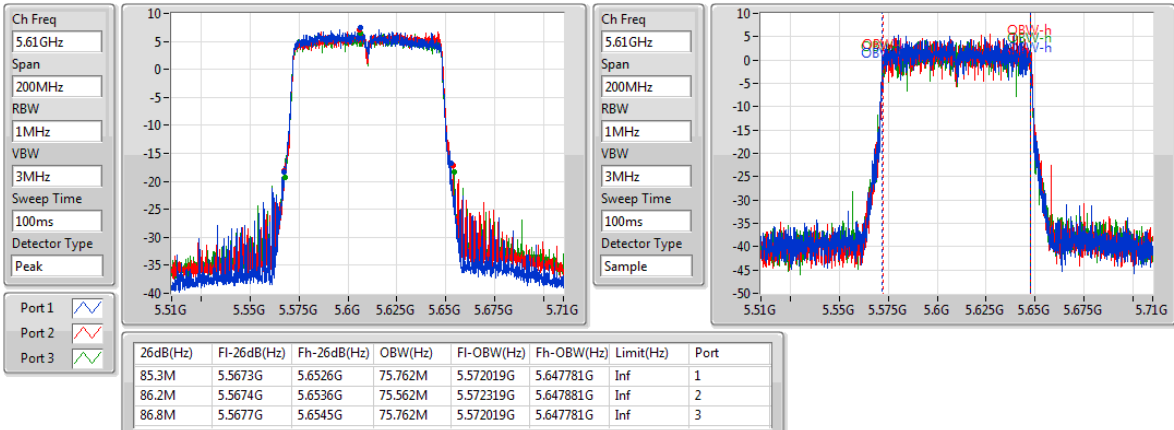 Ch Freq
5.61GHz
Span
200MHz
RBW
1MHz
VBW
3MHz
Sweep Time
100ms
Detector Type
Peak
Port 1
Port 2
Port 3
10
5
0
-5
-10
-15
-20
-25
-30
-35
-40
5.51G 5.55G 5.575G 5.6G 5.625G 5.65G 5.675G 5.71G
Ch Freq
5.61GHz
Span
200MHz
RBW
1MHz
VBW
3MHz
Sweep Time
100ms
Detector Type
Sample
10
5
0
-5
-10
-15
-20
-25
-30
-35
-40
-45
-50
OBW-h
5.51G 5.55G 5.575G 5.6G 5.625G 5.65G 5.675G 5.71G
26dB(Hz) Fl-26dB(Hz) Fh-26dB(Hz) OBW(Hz) Fl-OBW(Hz) Fh-OBW(Hz) Limit(Hz) Port
85.3M 5.5673G 5.6526G 75.762M 5.572019G 5.647781G Inf 1
86.2M 5.5674G 5.6536G 75.562M 5.572319G 5.647881G Inf 2
86.8M 5.5677G 5.6545G 75.762M 5.572019G 5.647781G Inf 3